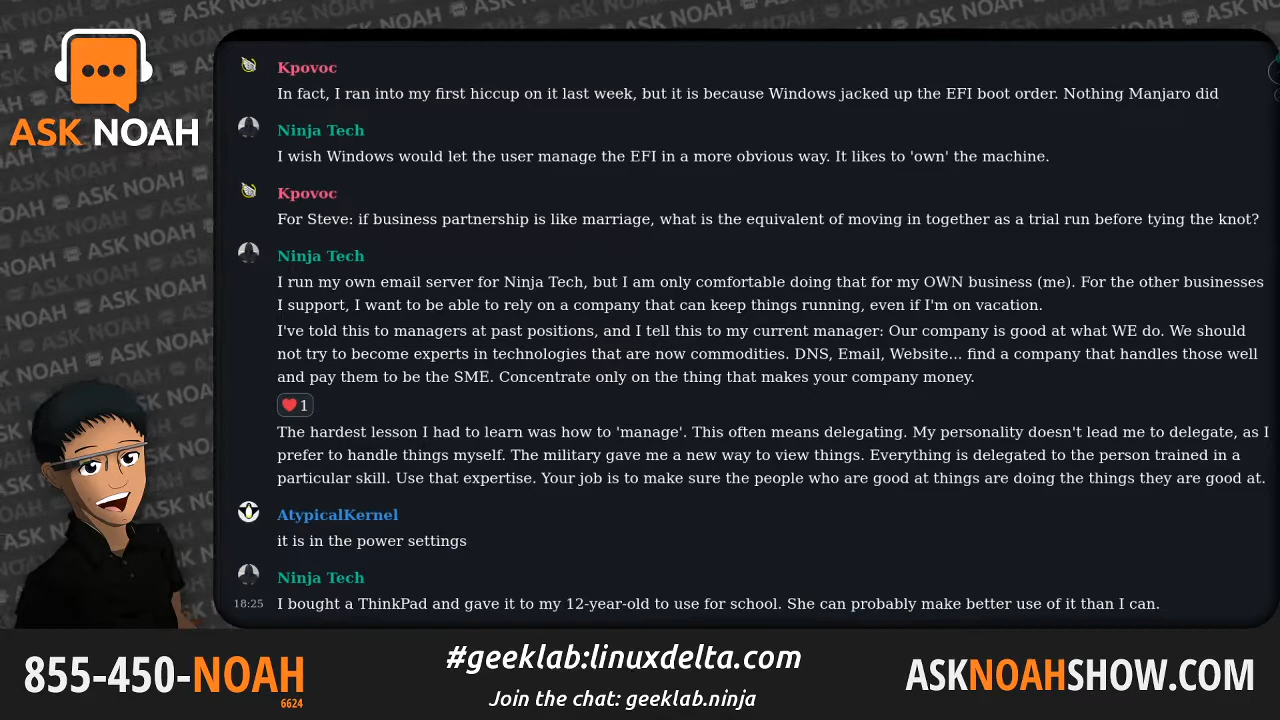 ASK NOAH
Kpovoc
In fact, I ran into my first hiccup on it last week, but it is because Windows jacked up the EFI boot order. Nothing Manjaro did
Ninja Tech
I wish Windows would let the user manage the EFI in a more obvious way. It likes to 'own' the machine.
Kpovoc
For Steve: if business partnership is like marriage, what is the equivalent of moving in together as a trial run before tying the knot?
Ninja Tech
I run my own email server for Ninja Tech, but I am only comfortable doing that for my OWN business (me). For the other businesses
I support, I want to be able to rely on a company that can keep things running, even if I'm on vacation.
I've told this to managers at past positions, and I tell this to my current manager: Our company is good at what WE do. We should
not try to become experts in technologies that are now commodities. DNS, Email, Website... find a company that handles those well
and pay them to be the SME. Concentrate only on the thing that makes your company money.
❤️ 1
The hardest lesson I had to learn was how to 'manage'. This often means delegating. My personality doesn't lead me to delegate, as I
prefer to handle things myself. The military gave me a new way to view things. Everything is delegated to the person trained in a
particular skill. Use that expertise. Your job is to make sure the people who are good at things are doing the things they are good at.
AtypicalKernel
it is in the power settings
Ninja Tech
18:25 I bought a ThinkPad and gave it to my 12-year-old to use for school. She can probably make better use of it than I can.
855-450-NOAH
6624
#geeklab:linuxdelta.com
Join the chat: geeklab.ninja
ASKNOAHSHOW.COM